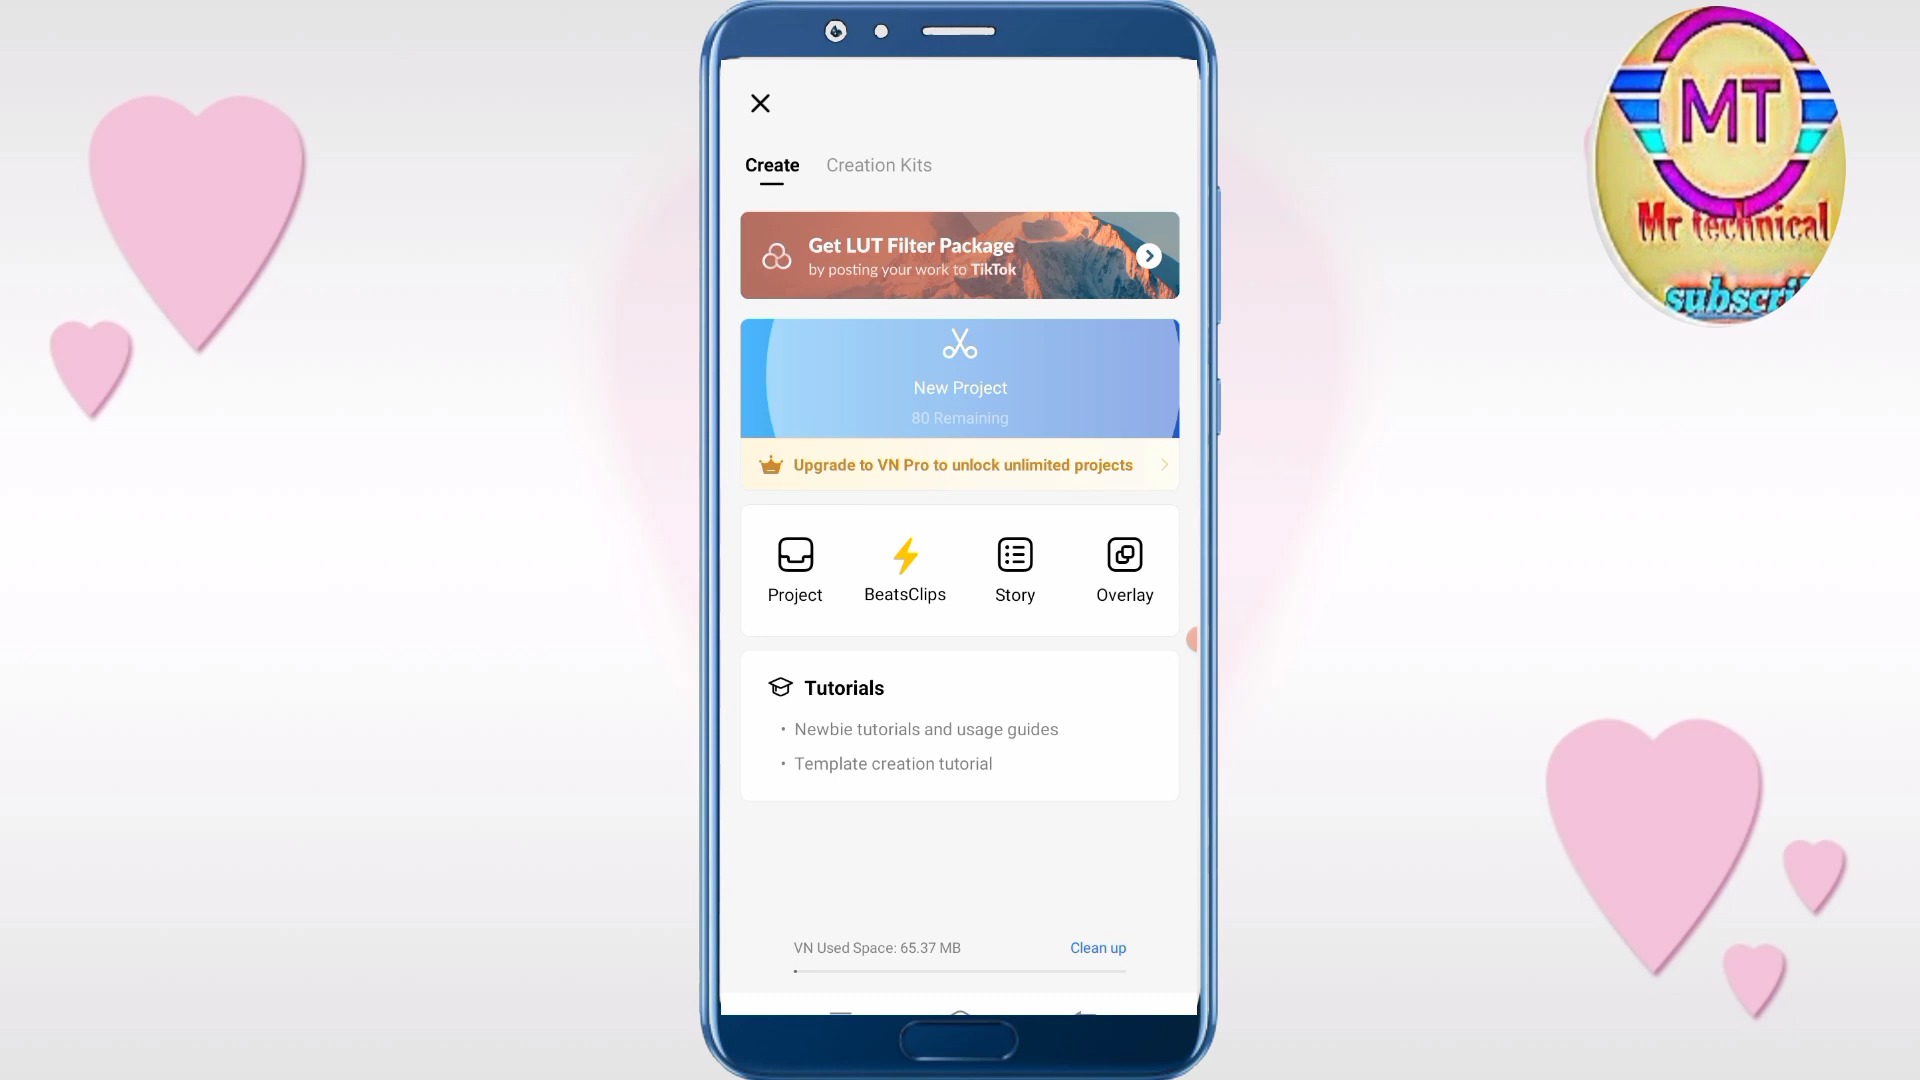 Create
Creation Kits
Get LUT Filter Package
by posting your work to TikTok
New Project
80 Remaining
Upgrade to VN Pro to unlock unlimited projects
Project
BeatsClips
Story
Overlay
Tutorials
• Newbie tutorials and usage guides
• Template creation tutorial
VN Used Space: 65.37 MB
Clean up
MT
Mr technical